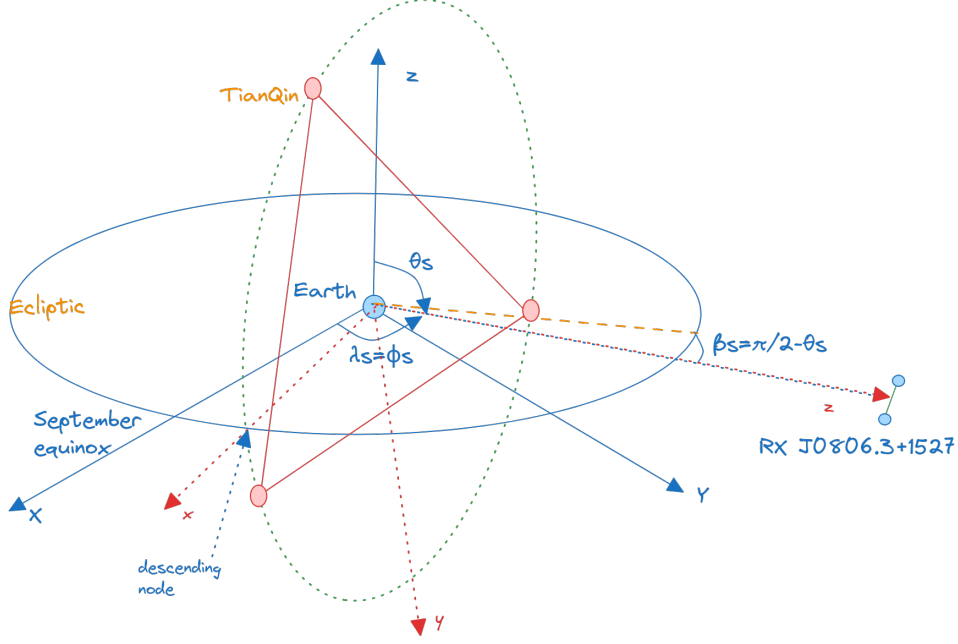 z
TianQin
θs
Earth
Ecliptic
λs=ϕs
βs=π/2-θs
z
September
equinox
RX J0806.3+1527
X
x
Y
descending
node
y